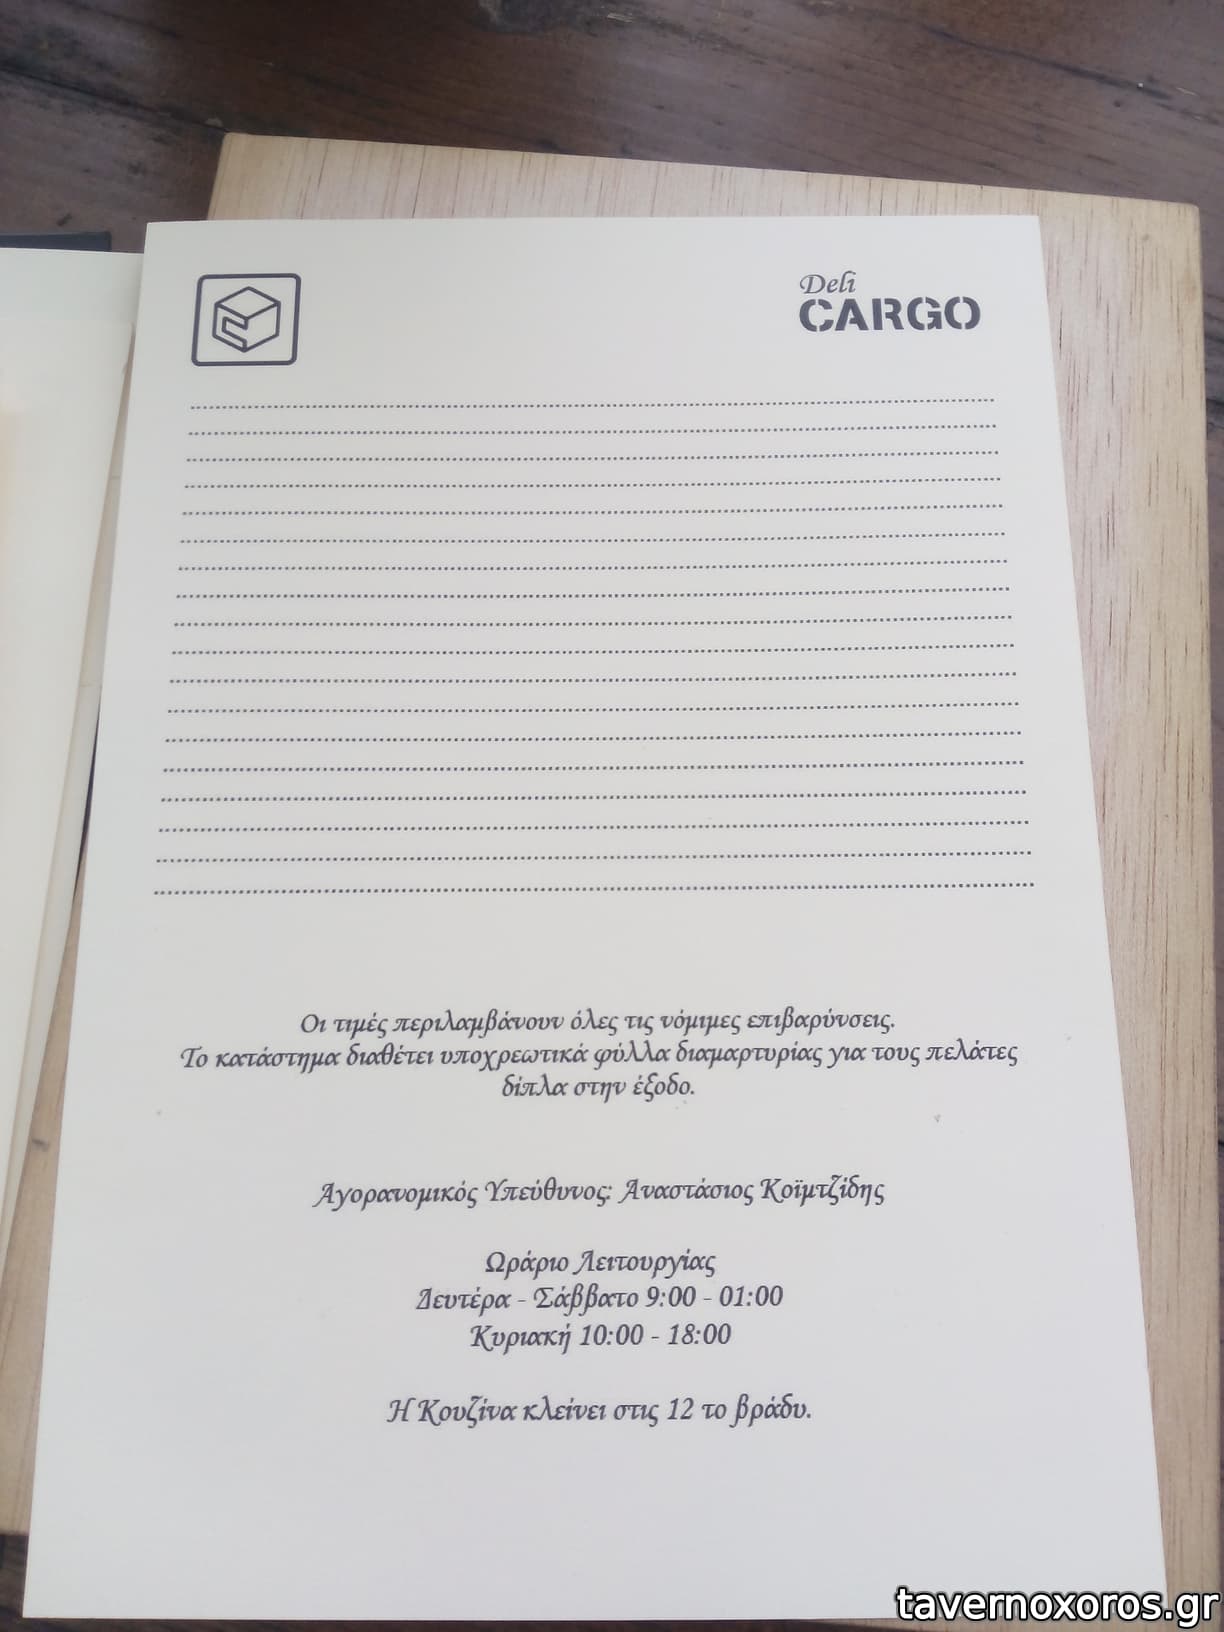 Deli
CARGO
Οι τιμές περιλαμβάνουν όλες τις νόμιμες επιβαρύνσεις.
Το κατάστημα διαθέτει υποχρεωτικά φύλλα διαμαρτυρίας για τους πελάτες
δίπλα στην έξοδο.
Αγορανομικός Υπεύθυνος: Αναστάσιος Κοϊμτζίδης
Ωράριο Λειτουργίας
Δευτέρα - Σάββατο 9:00 - 01:00
Κυριακή 10:00 - 18:00
Η Κουζίνα κλείνει στις 12 το βράδυ.
tavernoxoros.gr